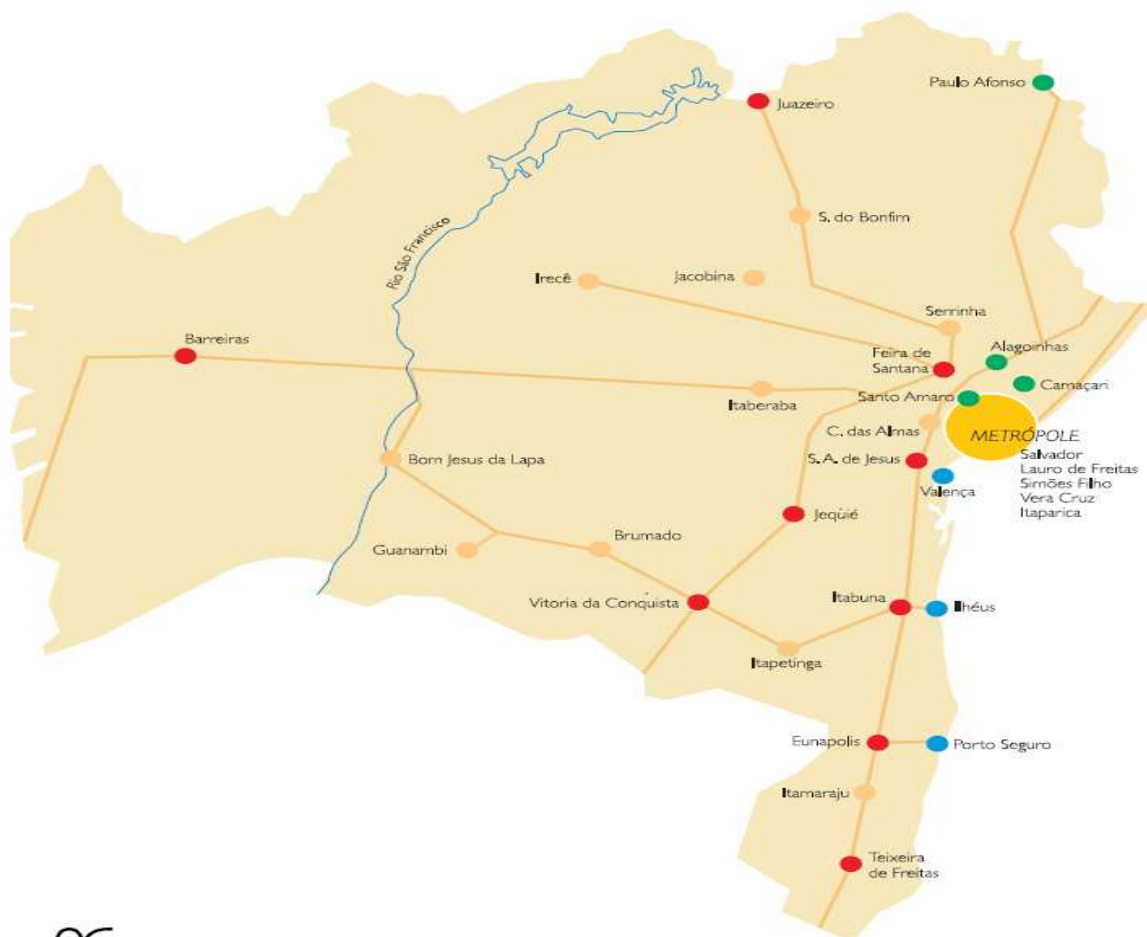 Paulo Afonso
Juazeiro
S. do Bonfim
Rio São Francisco
Irecê
Jacobina
Serrinha
Barreiras
Alagoinhas
Feira de
Santana
Camaçari
Itaberaba
Santo Amaro
C. das Almas
METRÓPOLE
Salvador
Lauro de Freitas
Simões Filho
Vera Cruz
Itaparica
Bom Jesus da Lapa
S.A. de Jesus
Valença
Jeqüié
Guanambi
Brumado
Vitoria da Conquista
Itabuna
Ilhéus
Itapetinga
Eunapolis
Porto Seguro
Itamaraju
Teixeira
de Freitas